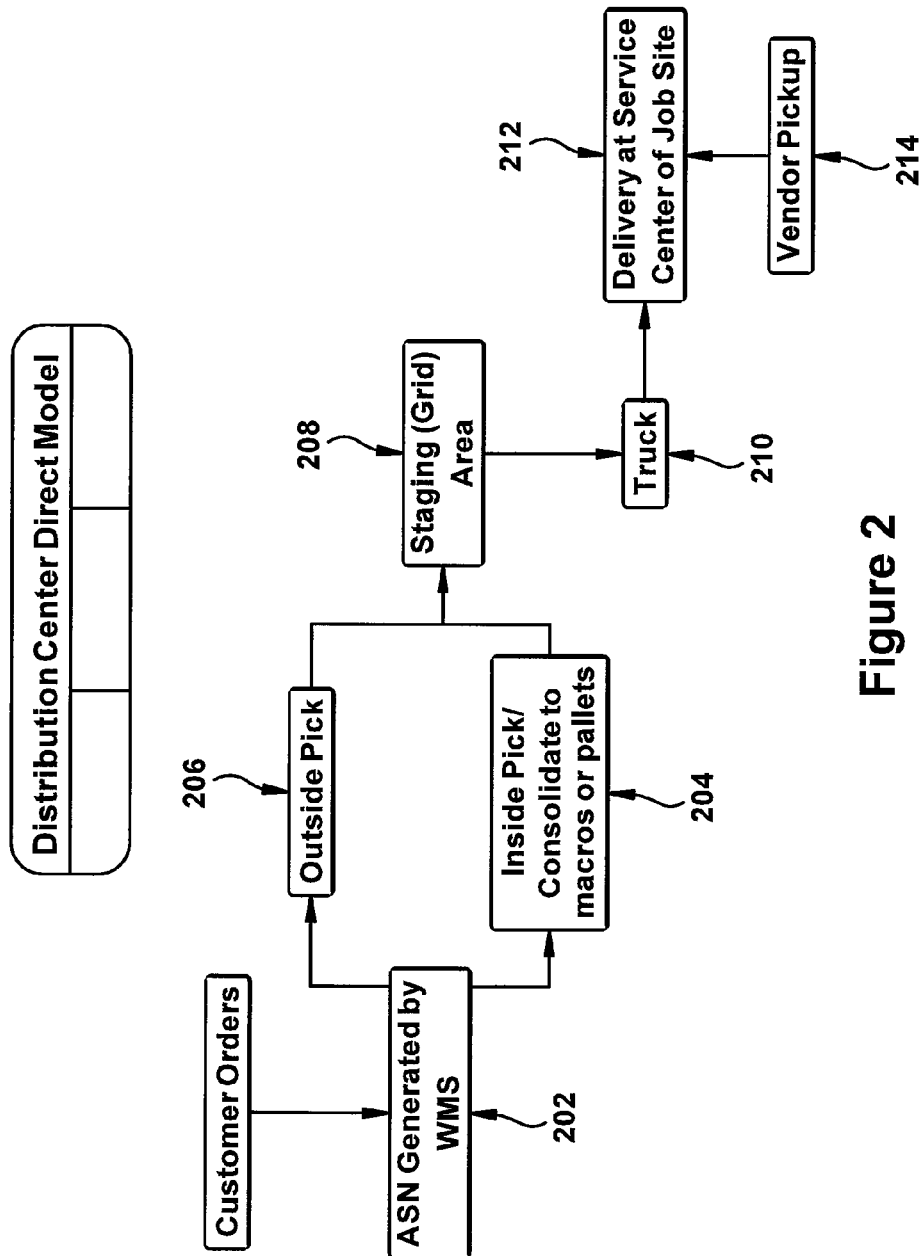 Distribution Center Direct Model
Customer Orders
ASN Generated by
WMS
202
206
Outside Pick
Inside Pick/
Consolidate to
macros or pallets
204
208
Staging (Grid)
Area
Truck
210
212
Delivery at Service
Center of Job Site
Vendor Pickup
214
Figure 2